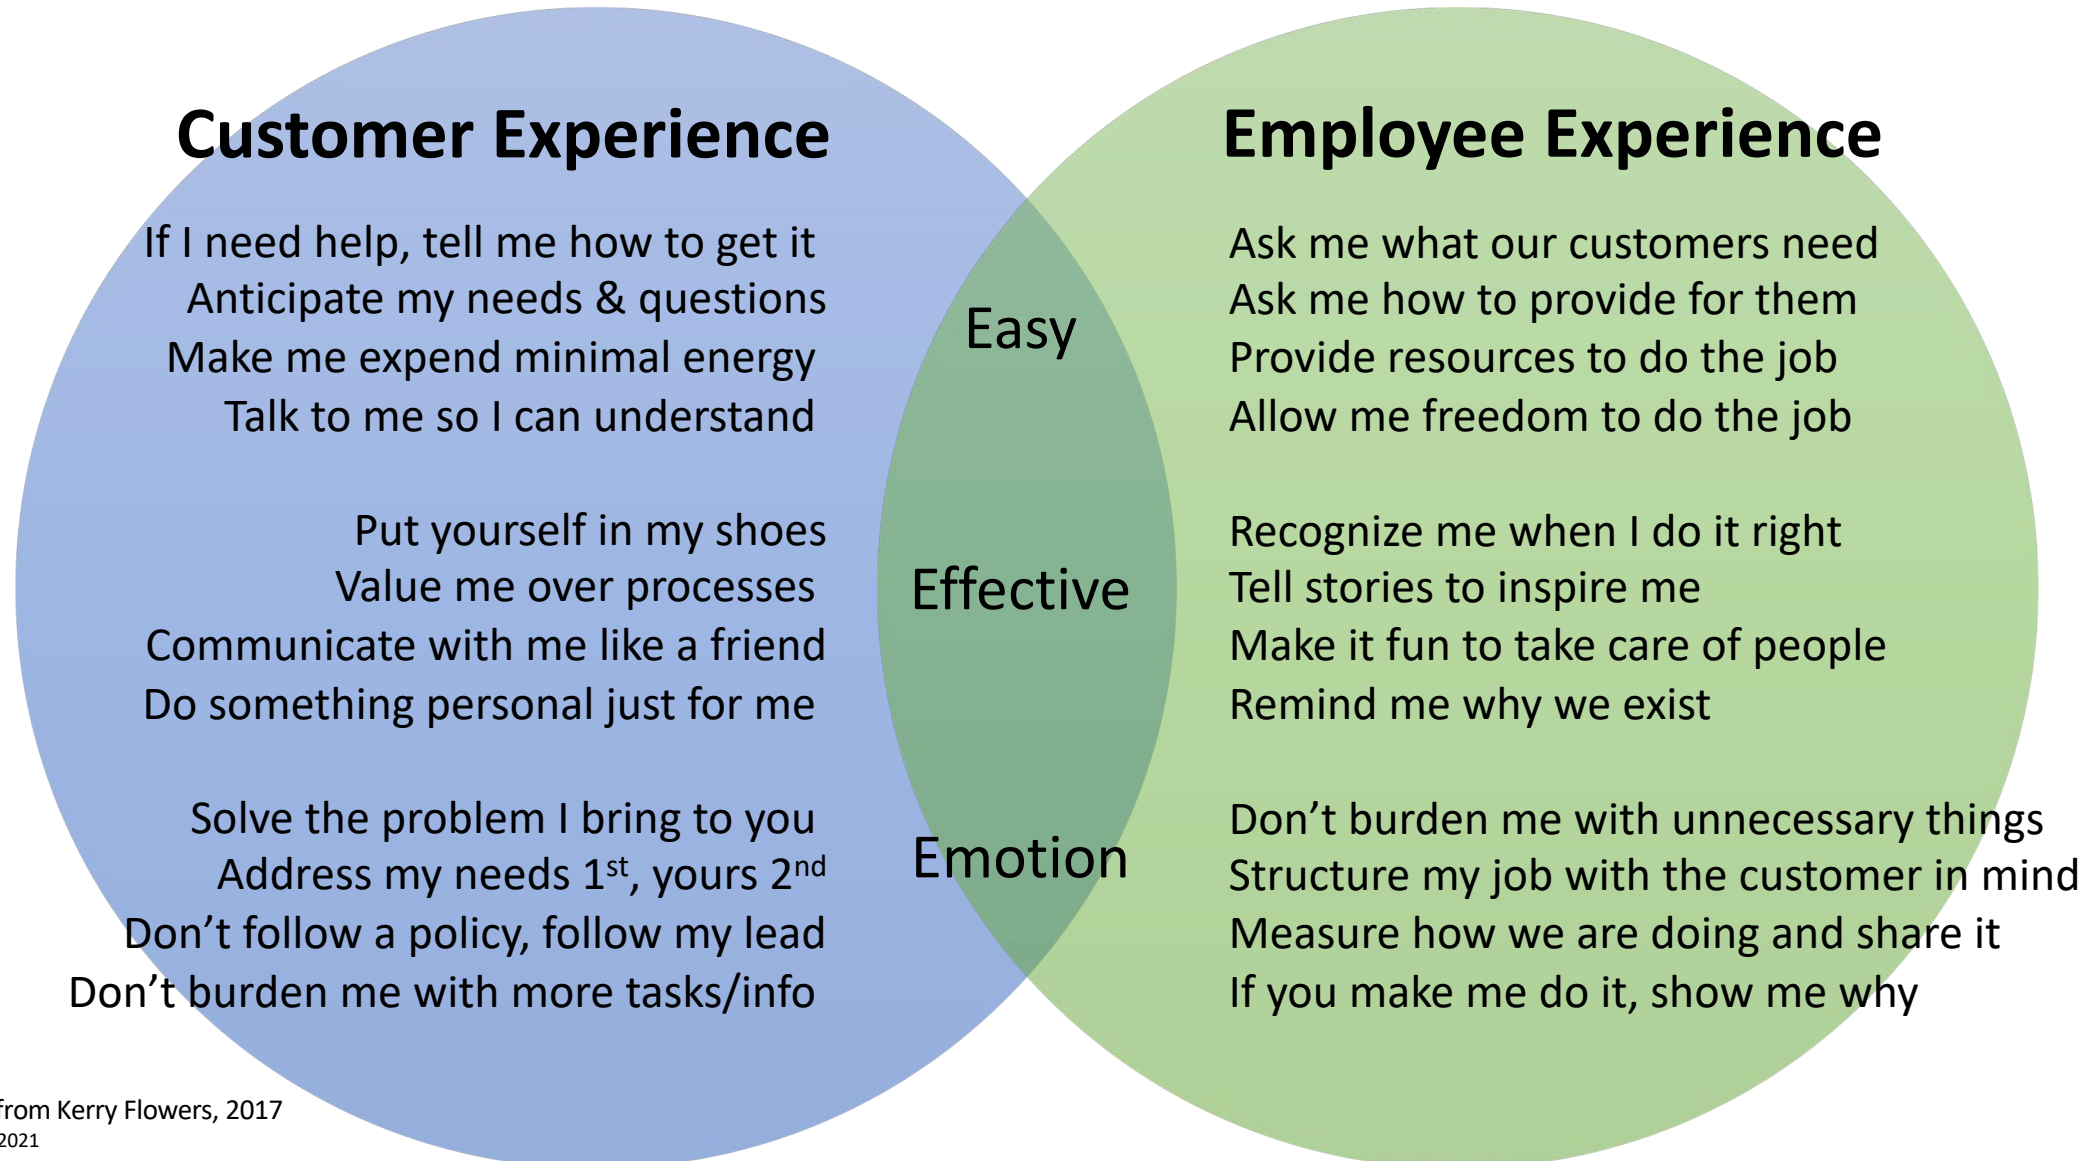 Customer Experience
If I need help, tell me how to get it
Anticipate my needs & questions
Make me expend minimal energy
Talk to me so I can understand
Put yourself in my shoes
Value me over processes
Communicate with me like a friend
Do something personal just for me
Solve the problem I bring to you
Address my needs 1st, yours 2nd
Don’t follow a policy, follow my lead
Don’t burden me with more tasks/info
Easy
Effective
Emotion
Employee Experience
Ask me what our customers need
Ask me how to provide for them
Provide resources to do the job
Allow me freedom to do the job
Recognize me when I do it right
Tell stories to inspire me
Make it fun to take care of people
Remind me why we exist
Don’t burden me with unnecessary things
Structure my job with the customer in mind
Measure how we are doing and share it
If you make me do it, show me why
from Kerry Flowers, 2017
2021